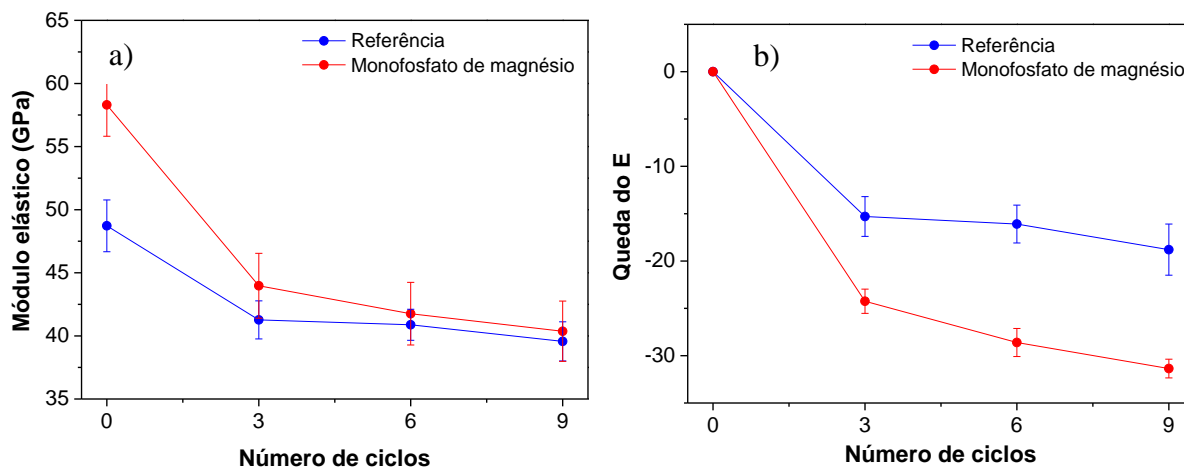 a)
Referência
Monofosfato de magnésio
65
60
55
50
45
40
35
0
3
6
9
Módulo elástico (GPa)
Número de ciclos
b)
Referência
Monofosfato de magnésio
0
-10
-20
-30
0
3
6
9
Queda do E
Número de ciclos